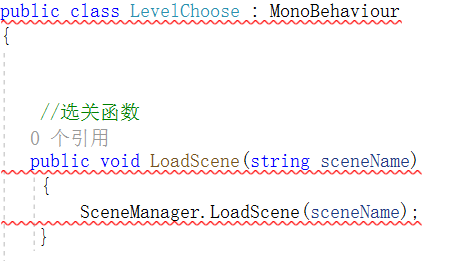 public class LevelChoose : MonoBehaviour
{
//选关函数
0 个引用
public void LoadScene(string sceneName)
{
SceneManager.LoadScene(sceneName);
}